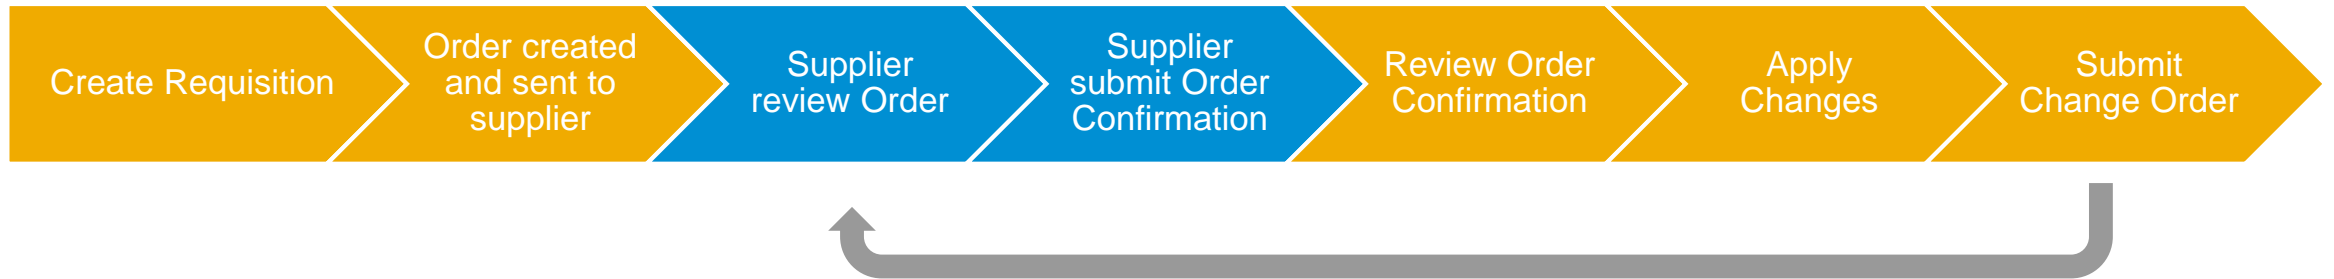 Create Requisition
Order created
and sent to
supplier
Supplier
review Order
Supplier
submit Order
Confirmation
Review Order
Confirmation
Apply
Changes
Submit
Change Order